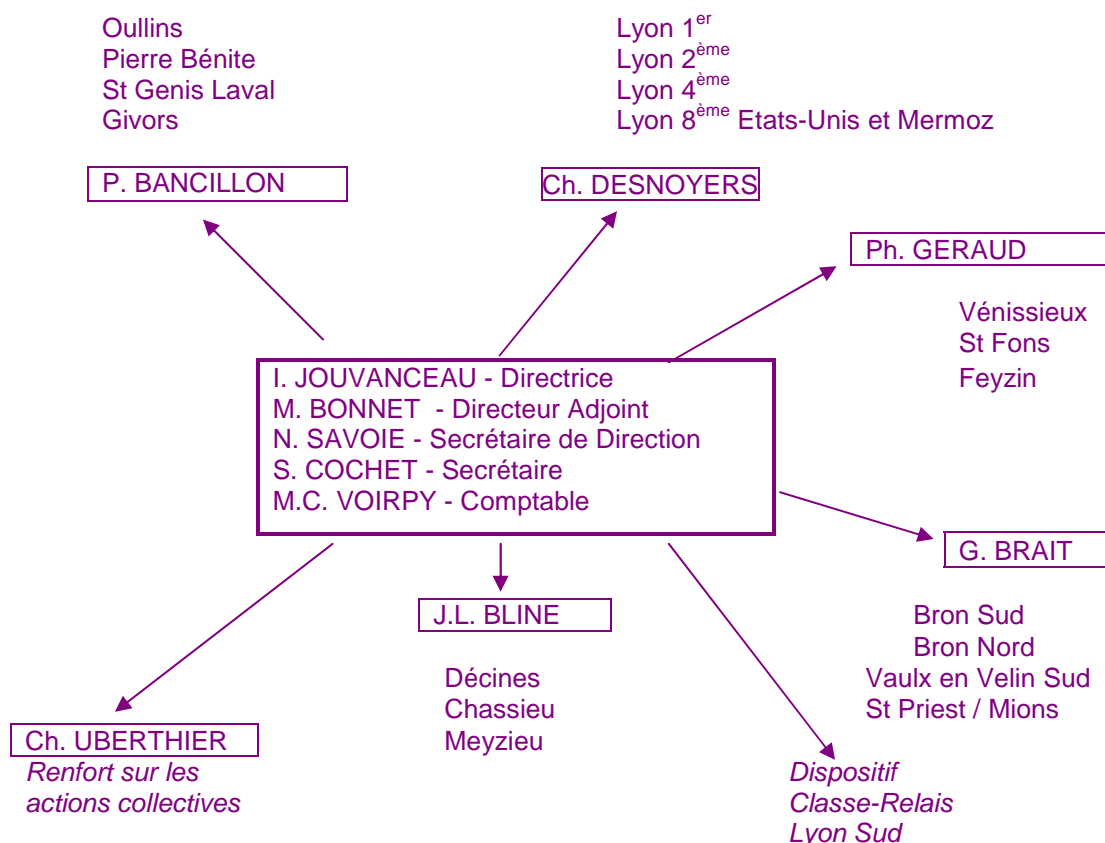 Oullins
Pierre Bénite
St Genis Laval
Givors
P. BANCILLON
Lyon 1er
Lyon 2ème
Lyon 4ème
Lyon 8ème Etats-Unis et Mermoz
Ch. DESNOYERS
Ph. GERAUD
Vénissieux
St Fons
Feyzin
I. JOUVANCEAU - Directrice
M. BONNET - Directeur Adjoint
N. SAVOIE - Secrétaire de Direction
S. COCHET - Secrétaire
M.C. VOIRPY - Comptable
G. BRAIT
Bron Sud
Bron Nord
Vaulx en Velin Sud
St Priest / Mions
J.L. BLINE
Décines
Chassieu
Meyzieu
Ch. UBERTHIER
Renfort sur les
actions collectives
Dispositif
Classe-Relais
Lyon Sud